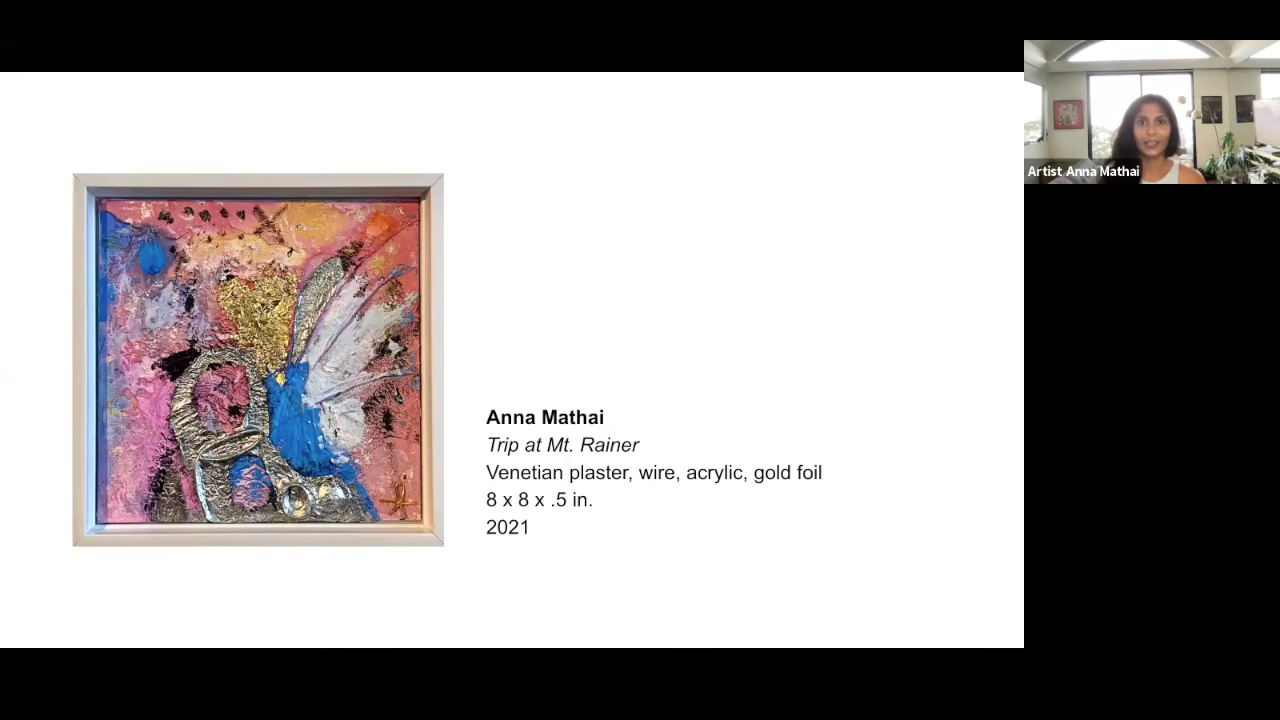 Anna Mathai
Trip at Mt. Rainer
Venetian plaster, wire, acrylic, gold foil
8 x 8 x .5 in.
2021
Artist Anna Mathai